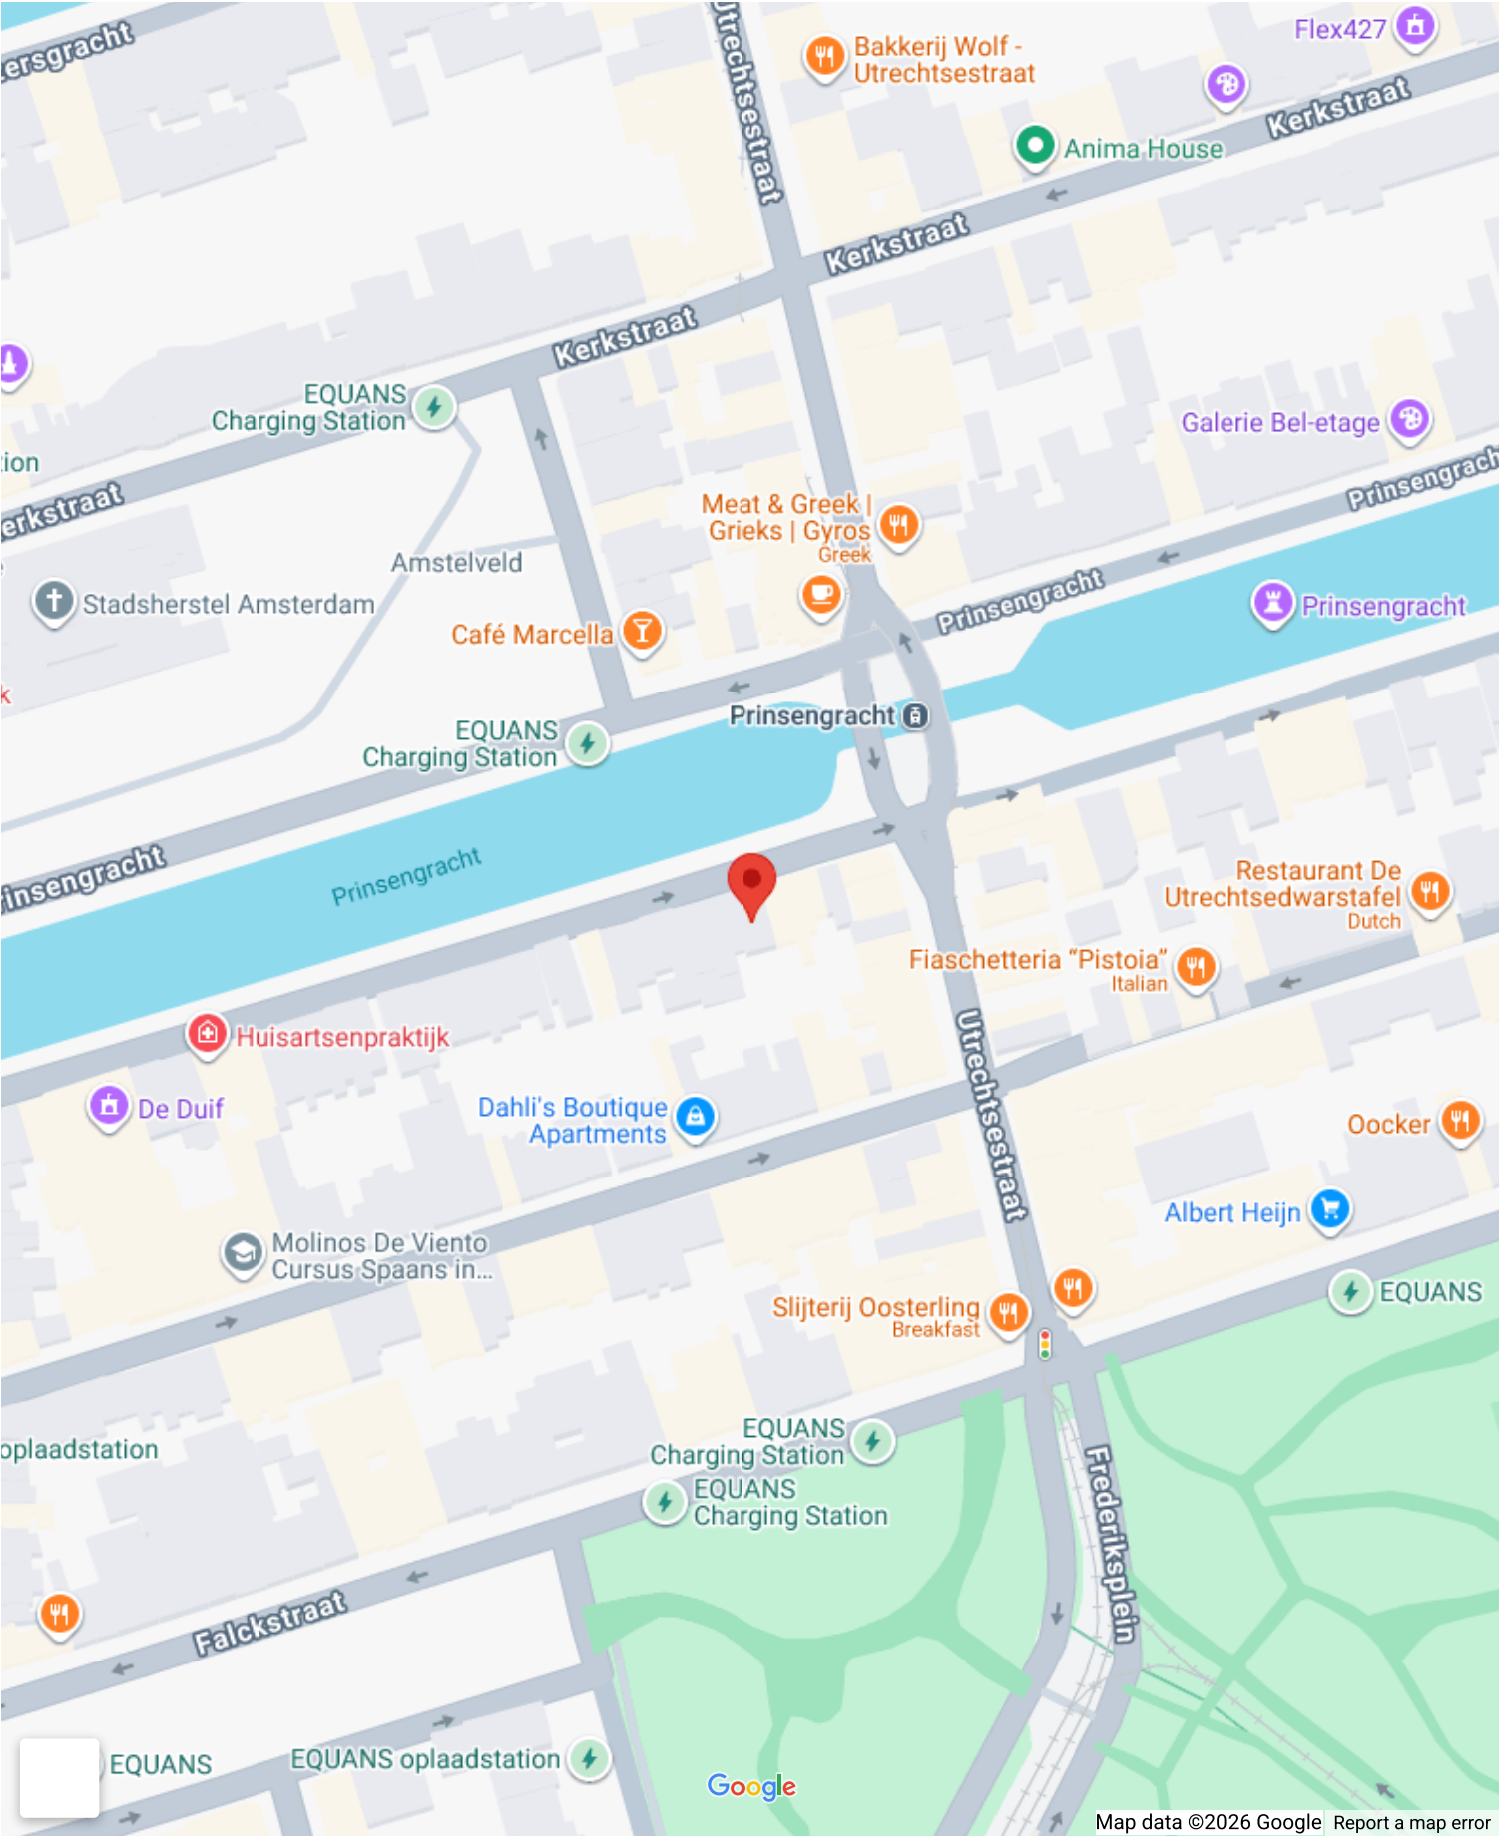 ersgracht
Utrechtsestraat
Bakkerij Wolf -
Utrechtsestraat
Flex427
Kerkstraat
Anima House
Kerkstraat
Kerkstraat
EQUANS
Charging Station
Galerie Bel-etage
tion
erkstraat
Prinsengracht
Meat & Greek |
Grieks | Gyros
Greek
Amstelveld
Stadsherstel Amsterdam
Prinsengracht
Prinsengracht
Café Marcella
k
Prinsengracht
EQUANS
Charging Station
rinsengracht
Prinsengracht
Restaurant De
Utrechtsedwarstafel
Dutch
Fiaschetteria “Pistoia”
Italian
Huisartsenpraktijk
Utrechtsestraat
De Duif
Dahli's Boutique
Apartments
Oocker
Albert Heijn
Molinos De Viento
Cursus Spaans in...
EQUANS
Slijterij Oosterling
Breakfast
EQUANS
Charging Station
oplaadstation
EQUANS
Charging Station
Frederiksplein
Falckstraat
EQUANS
EQUANS oplaadstation
Google
Map data ©2026 Google
Report a map error